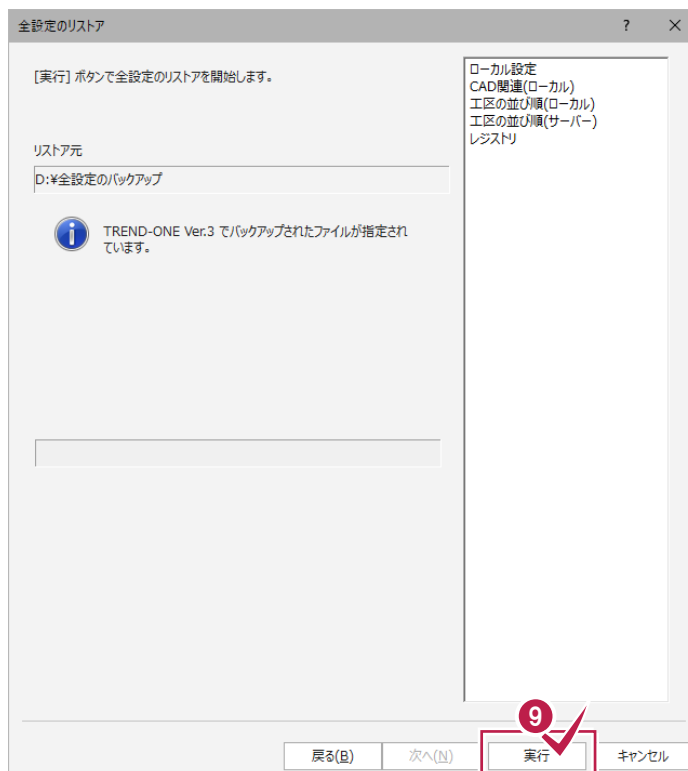 全設定のリストア
?
×
[実行] ボタンで全設定のリストアを開始します。
リストア元
D:¥全設定のバックアップ
TREND-ONE Ver.3 でバックアップされたファイルが指定され
ています。
ローカル設定
CAD関連(ローカル)
工区の並び順(ローカル)
工区の並び順(サーバー)
レジストリ
9
戻る(B)
次へ(N)
実行
キャンセル